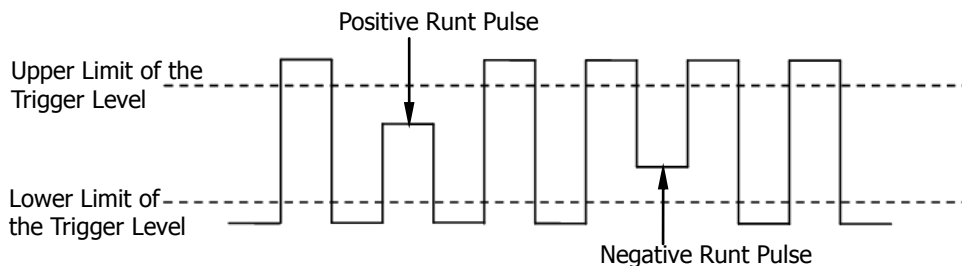 Positive Runt Pulse
Upper Limit of the
Trigger Level
Lower Limit of
the Trigger Level
Negative Runt Pulse